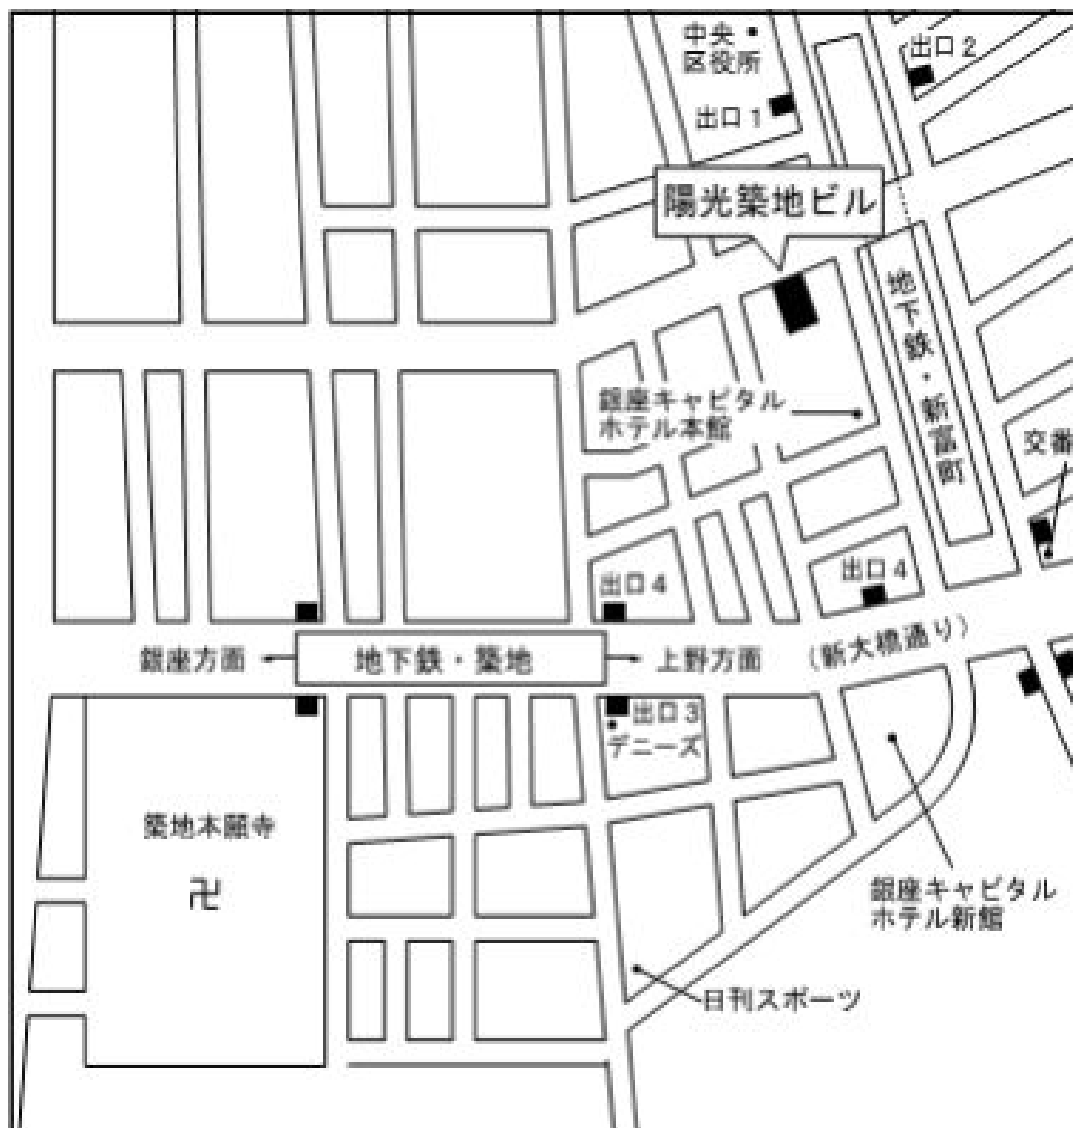 中央
区役所
出口2
出口1
陽光築地ビル
地下鉄・新富町
銀座キャピタル
ホテル本館
交番
出口4
出口4
銀座方面
地下鉄・築地
上野方面
(新大橋通り)
出口3
デニーズ
築地本願寺
卍
銀座キャピタル
ホテル新館
日刊スポーツ